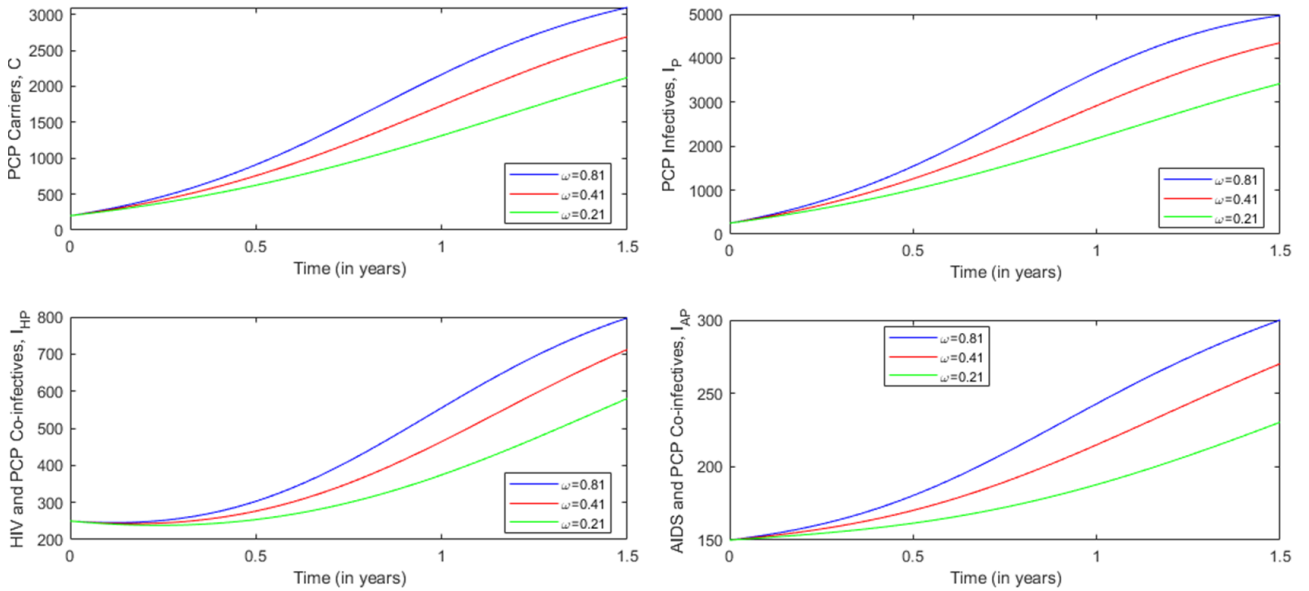 PCP Carriers, C
3000
2500
2000
1500
1000
500
0
0
0.5
1
1.5
Time (in years)
ω=0.81
ω=0.41
ω=0.21
PCP Infectives, I_P
5000
4000
3000
2000
1000
0
0
0.5
1
1.5
Time (in years)
ω=0.81
ω=0.41
ω=0.21
HIV and PCP Co-infectives, I_HP
800
700
600
500
400
300
200
0
0.5
1
1.5
Time (in years)
ω=0.81
ω=0.41
ω=0.21
AIDS and PCP Co-infectives, I_AP
300
250
200
150
0
0.5
1
1.5
Time (in years)
ω=0.81
ω=0.41
ω=0.21